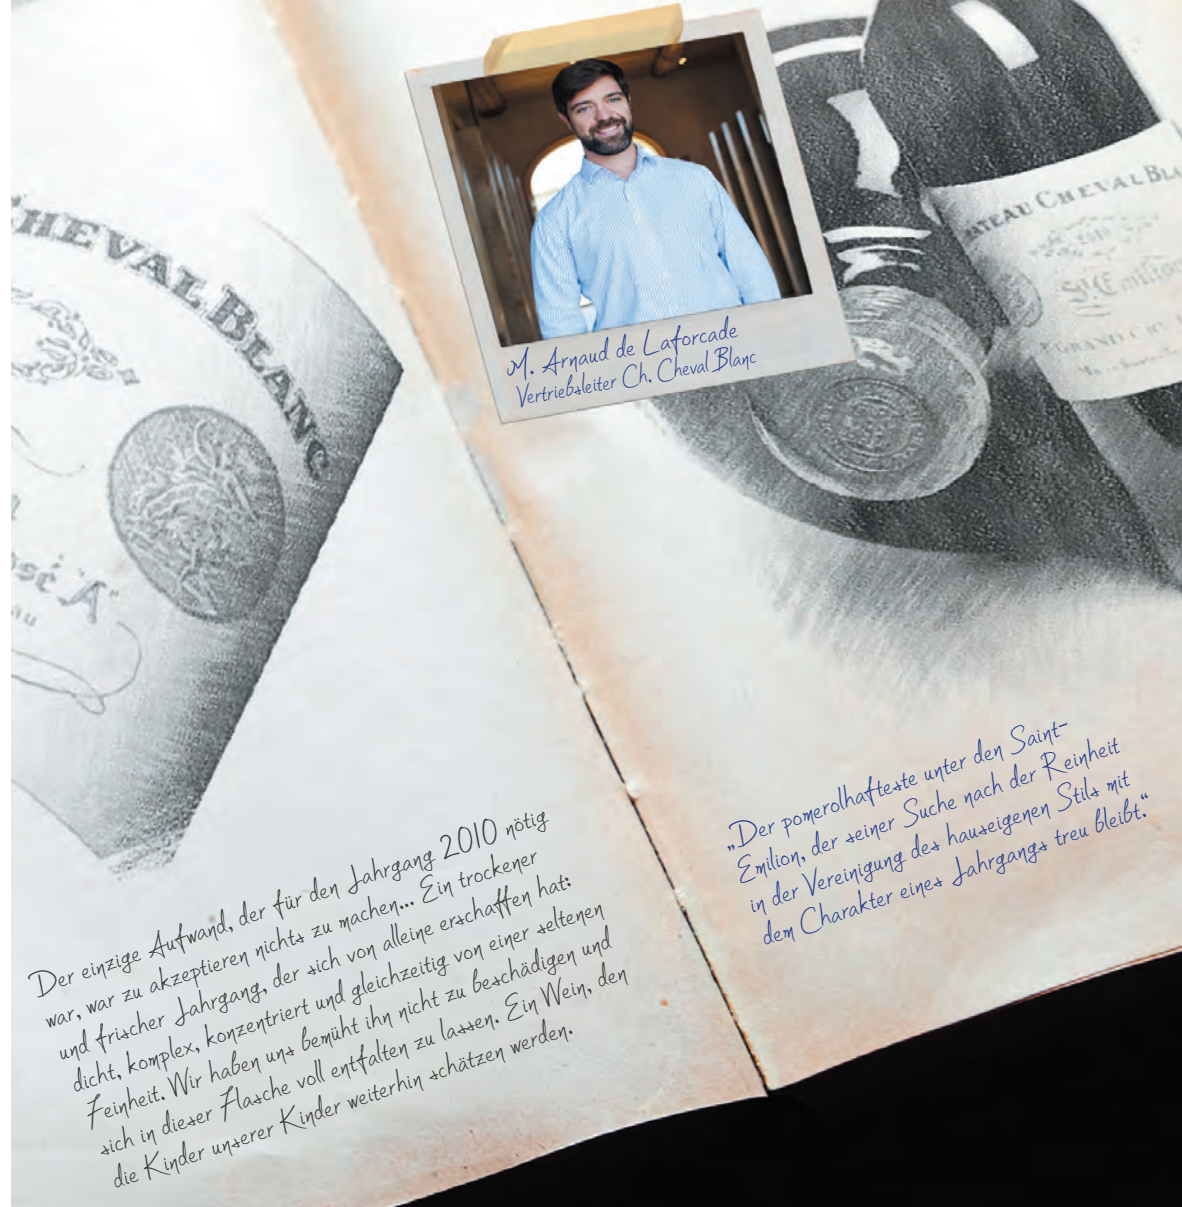 CHEVAL BLANC
M. Arnaud de Laforcade
Vertriebsleiter Ch. Cheval Blanc
CHEVAL
2010
St Emilion
GRAND
"A"
„Der pomerolhafteste unter den Saint-
Emilion, der seiner Suche nach der Reinheit
in der Vereinigung des hauseigenen Stils mit
dem Charakter eines Jahrgangs treu bleibt.“
Der einzige Aufwand, der für den Jahrgang 2010 nötig
war, war zu akzeptieren nichts zu machen... Ein trockener
und frischer Jahrgang, der sich von alleine erschaffen hat:
dicht, komplex, konzentriert und gleichzeitig von einer seltenen
Feinheit. Wir haben uns bemüht ihn nicht zu beschädigen und
sich in dieser Flasche voll entfalten zu lassen. Ein Wein, den
die Kinder unserer Kinder weiterhin schätzen werden.